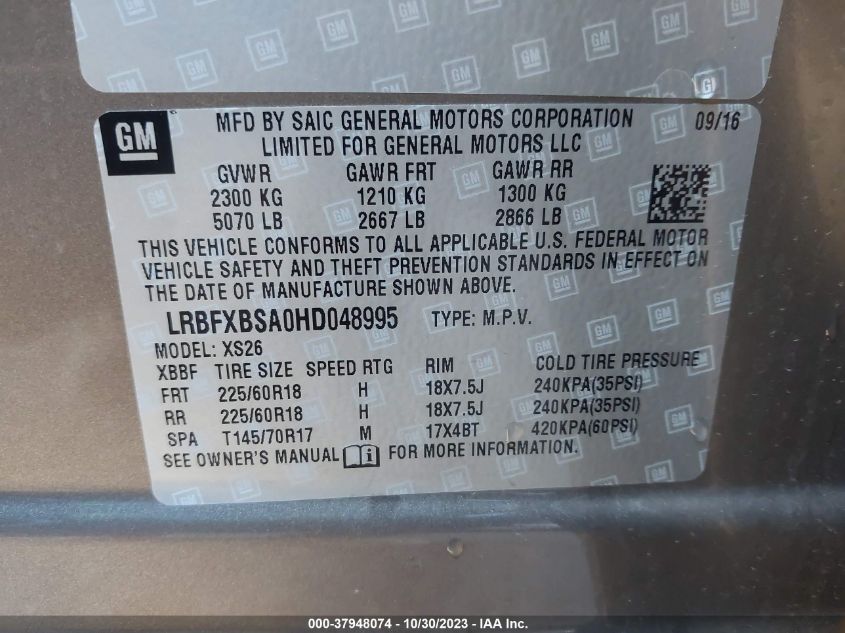 GM
MFD BY SAIC GENERAL MOTORS CORPORATION 09/16
LIMITED FOR GENERAL MOTORS LLC
GVWR GAWR FRT GAWR RR
2300 KG 1210 KG 1300 KG
5070 LB 2667 LB 2866 LB
THIS VEHICLE CONFORMS TO ALL APPLICABLE U.S. FEDERAL MOTOR
VEHICLE SAFETY AND THEFT PREVENTION STANDARDS IN EFFECT ON
THE DATE OF MANUFACTURE SHOWN ABOVE.
LRBFXBSA0HD048995 TYPE: M.P.V.
MODEL: XS26
XBBF TIRE SIZE SPEED RTG RIM COLD TIRE PRESSURE
FRT 225/60R18 H 18X7.5J 240KPA(35PSI)
RR 225/60R18 H 18X7.5J 240KPA(35PSI)
SPA T145/70R17 M 17X4BT 420KPA(60PSI)
SEE OWNER'S MANUAL FOR MORE INFORMATION.
000-37948074 - 10/30/2023 - IAA Inc.